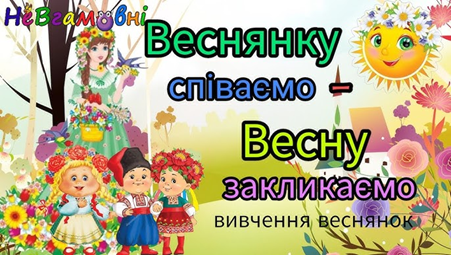 НеВгамовні
Веснянку
співаємо –
Весну
закликаємо
вивчення веснянок